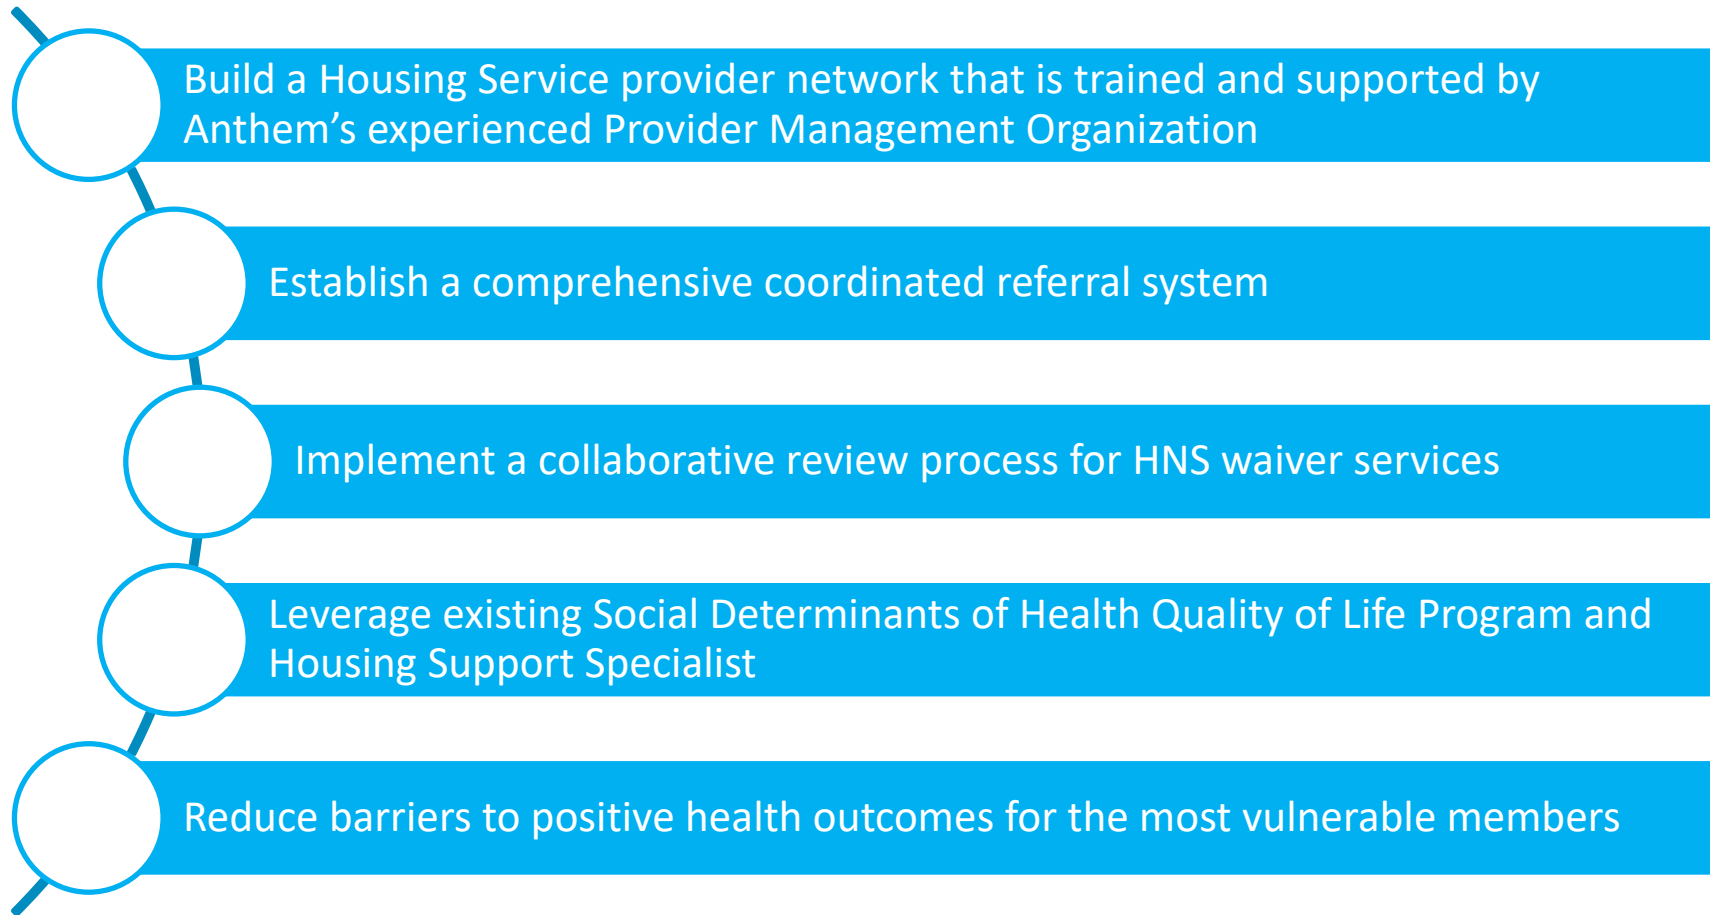 Build a Housing Service provider network that is trained and supported by
Anthem’s experienced Provider Management Organization
Establish a comprehensive coordinated referral system
Implement a collaborative review process for HNS waiver services
Leverage existing Social Determinants of Health Quality of Life Program and
Housing Support Specialist
Reduce barriers to positive health outcomes for the most vulnerable members